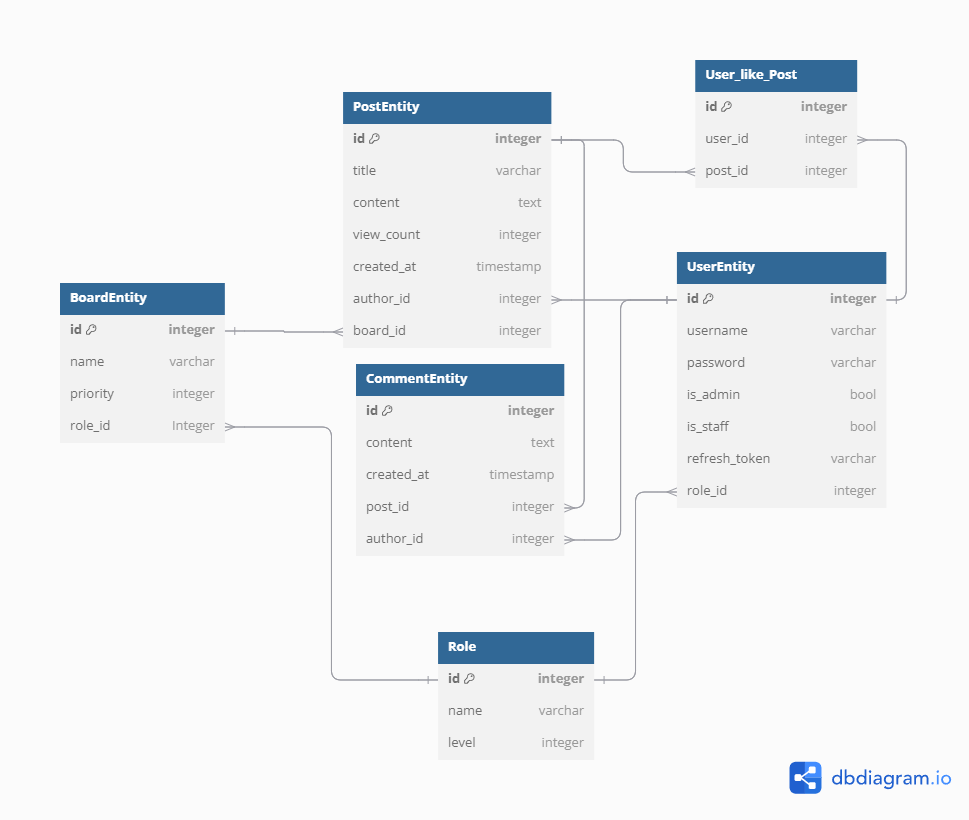 User_like_Post
id integer
user_id integer
post_id integer
PostEntity
id integer
title varchar
content text
view_count integer
created_at timestamp
author_id integer
board_id integer
UserEntity
id integer
username varchar
password varchar
is_admin bool
is_staff bool
refresh_token varchar
role_id integer
BoardEntity
id integer
name varchar
priority integer
role_id Integer
CommentEntity
id integer
content text
created_at timestamp
post_id integer
author_id integer
Role
id integer
name varchar
level integer
dbdiagram.io